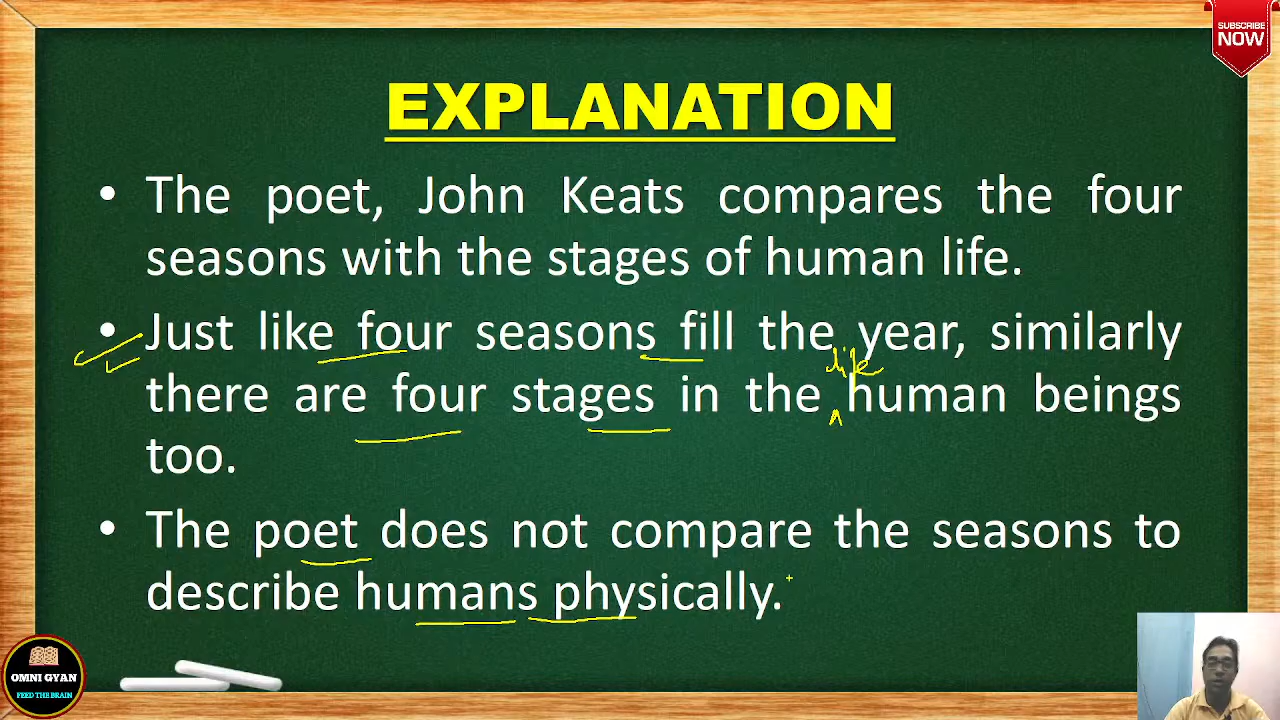 SUBSCRIBE
NOW
EXPLANATION
• The poet, John Keats compares the four
seasons with the stages of human life.
• Just like four seasons fill the year, similarly
life
there are four stages in the ^ human beings
too.
• The poet does not compare the seasons to
describe humans physically.
OMNI GYAN
FEED THE BRAIN